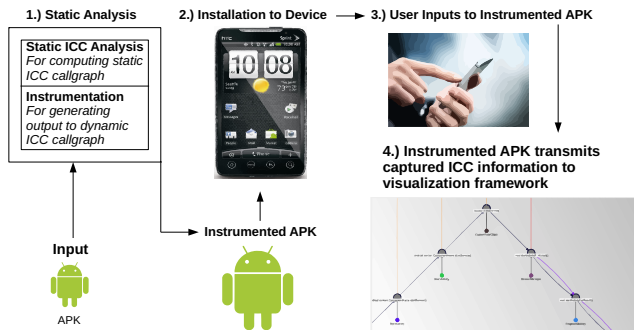 1.) Static Analysis
Static ICC Analysis
For computing static
ICC callgraph
Instrumentation
For generating
output to dynamic
ICC callgraph
Input
APK
2.) Installation to Device
HTC
Sprint
10 08
Instrumented APK
3.) User Inputs to Instrumented APK
4.) Instrumented APK transmits
captured ICC information to
visualization framework